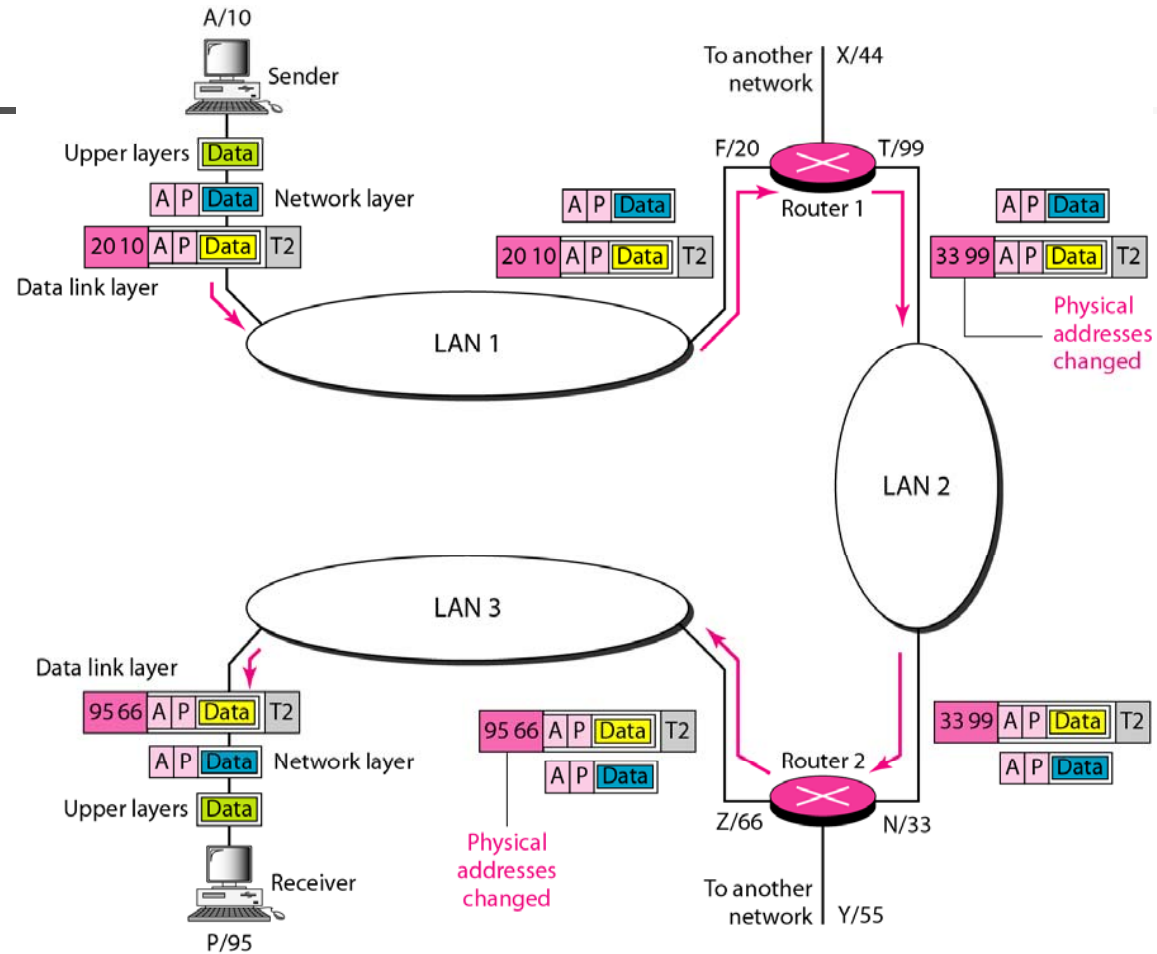 A/10
Sender
Upper layers
Data
A P Data
Network layer
20 10 A P Data T2
Data link layer
LAN 1
A P Data
20 10 A P Data T2
To another
network
X/44
F/20
T/99
Router 1
A P Data
33 99 A P Data T2
Physical
addresses
changed
LAN 2
33 99 A P Data T2
A P Data
Router 2
N/33
Z/66
To another
network
Y/55
95 66 A P Data T2
A P Data
Physical
addresses
changed
LAN 3
Data link layer
95 66 A P Data T2
A P Data
Network layer
Upper layers
Data
Receiver
P/95